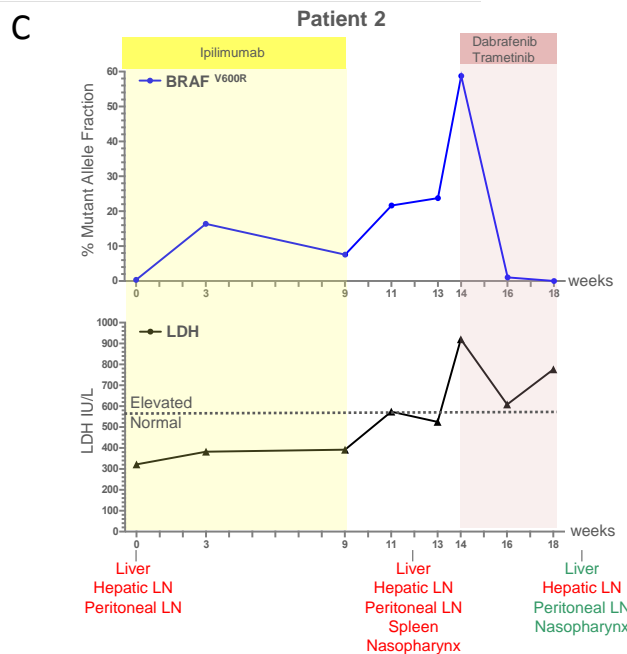 C
Patient 2
Ipilimumab
Dabrafenib
Trametinib
BRAF V600R
% Mutant Allele Fraction
60
50
40
30
20
10
0
0 3 9 11 13 14 16 18
weeks
LDH
LDH IU/L
1000
900
800
700
600
500
400
300
200
100
0
Elevated
Normal
0 3 9 11 13 14 16 18
weeks
Liver
Hepatic LN
Peritoneal LN
Liver
Hepatic LN
Peritoneal LN
Spleen
Nasopharynx
Liver
Hepatic LN
Peritoneal LN
Nasopharynx